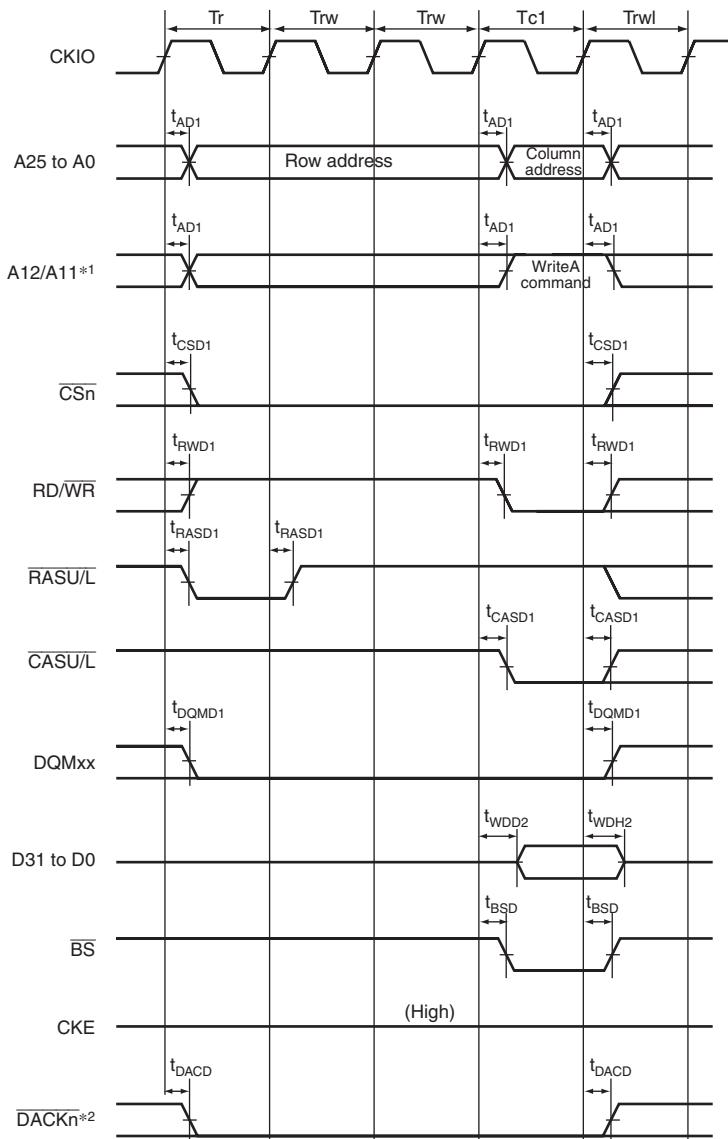 Tr Trw Trw Tc1 Trwl
CKIO
tAD1 tAD1 tAD1
A25 to A0 Row address Column address
tAD1 tAD1 tAD1
A12/A11*1 WriteA command
tCSD1 tCSD1
CSn
tRWD1 tRWD1 tRWD1
RD/WR
tRASD1 tRASD1
RASU/L
tCASD1 tCASD1
CASU/L
tDQMD1 tDQMD1
DQMxx
tWDD2 tWDH2
D31 to D0
tBSD tBSD
BS
(High)
CKE
tDACD tDACD
DACKn*2